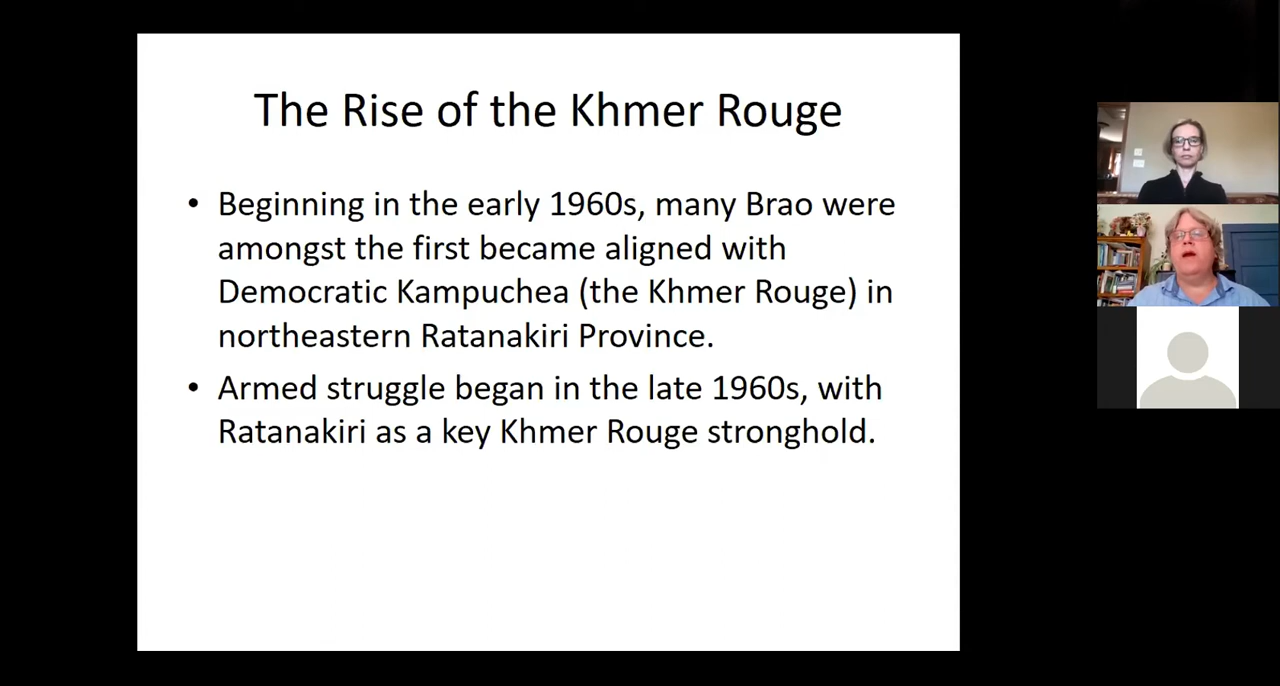 The Rise of the Khmer Rouge
• Beginning in the early 1960s, many Brao were
amongst the first became aligned with
Democratic Kampuchea (the Khmer Rouge) in
northeastern Ratanakiri Province.
• Armed struggle began in the late 1960s, with
Ratanakiri as a key Khmer Rouge stronghold.